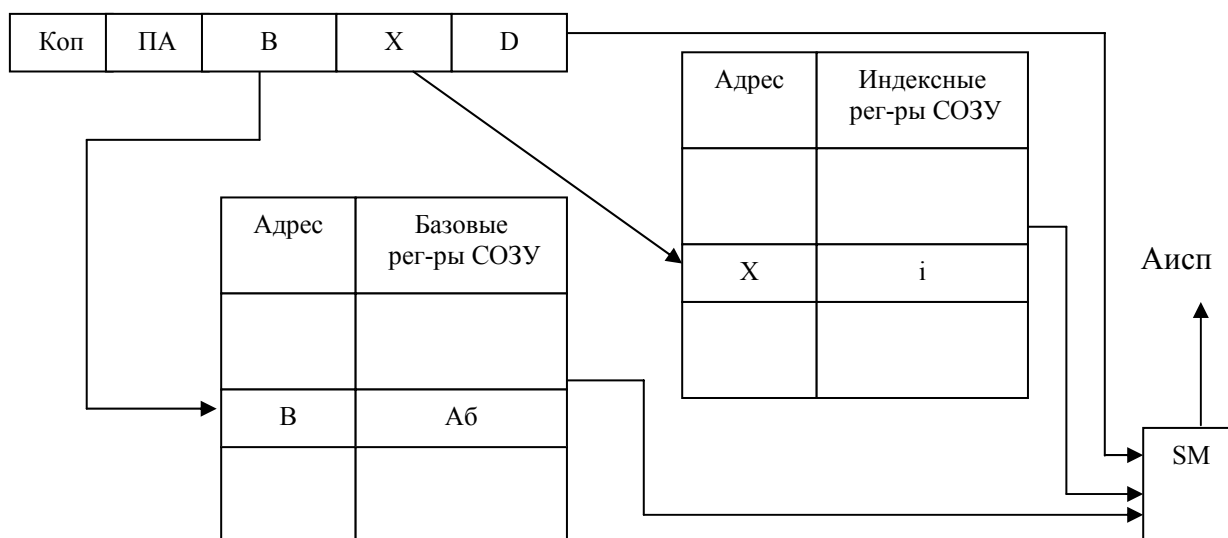 Коп ПА В Х D
Адрес Индексные
рег-ры СОЗУ
Х i
Адрес Базовые
рег-ры СОЗУ
В Аб
Аисп
SM